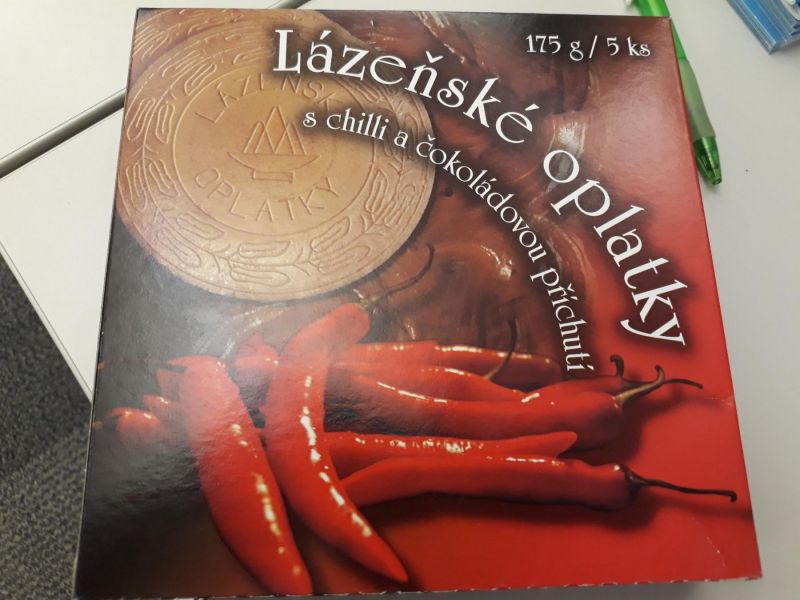 Lázeňské oplatky
175 g / 5 ks
s chilli a čokoládovou příchutí
LÁZEŇSKÉ
OPLATKY